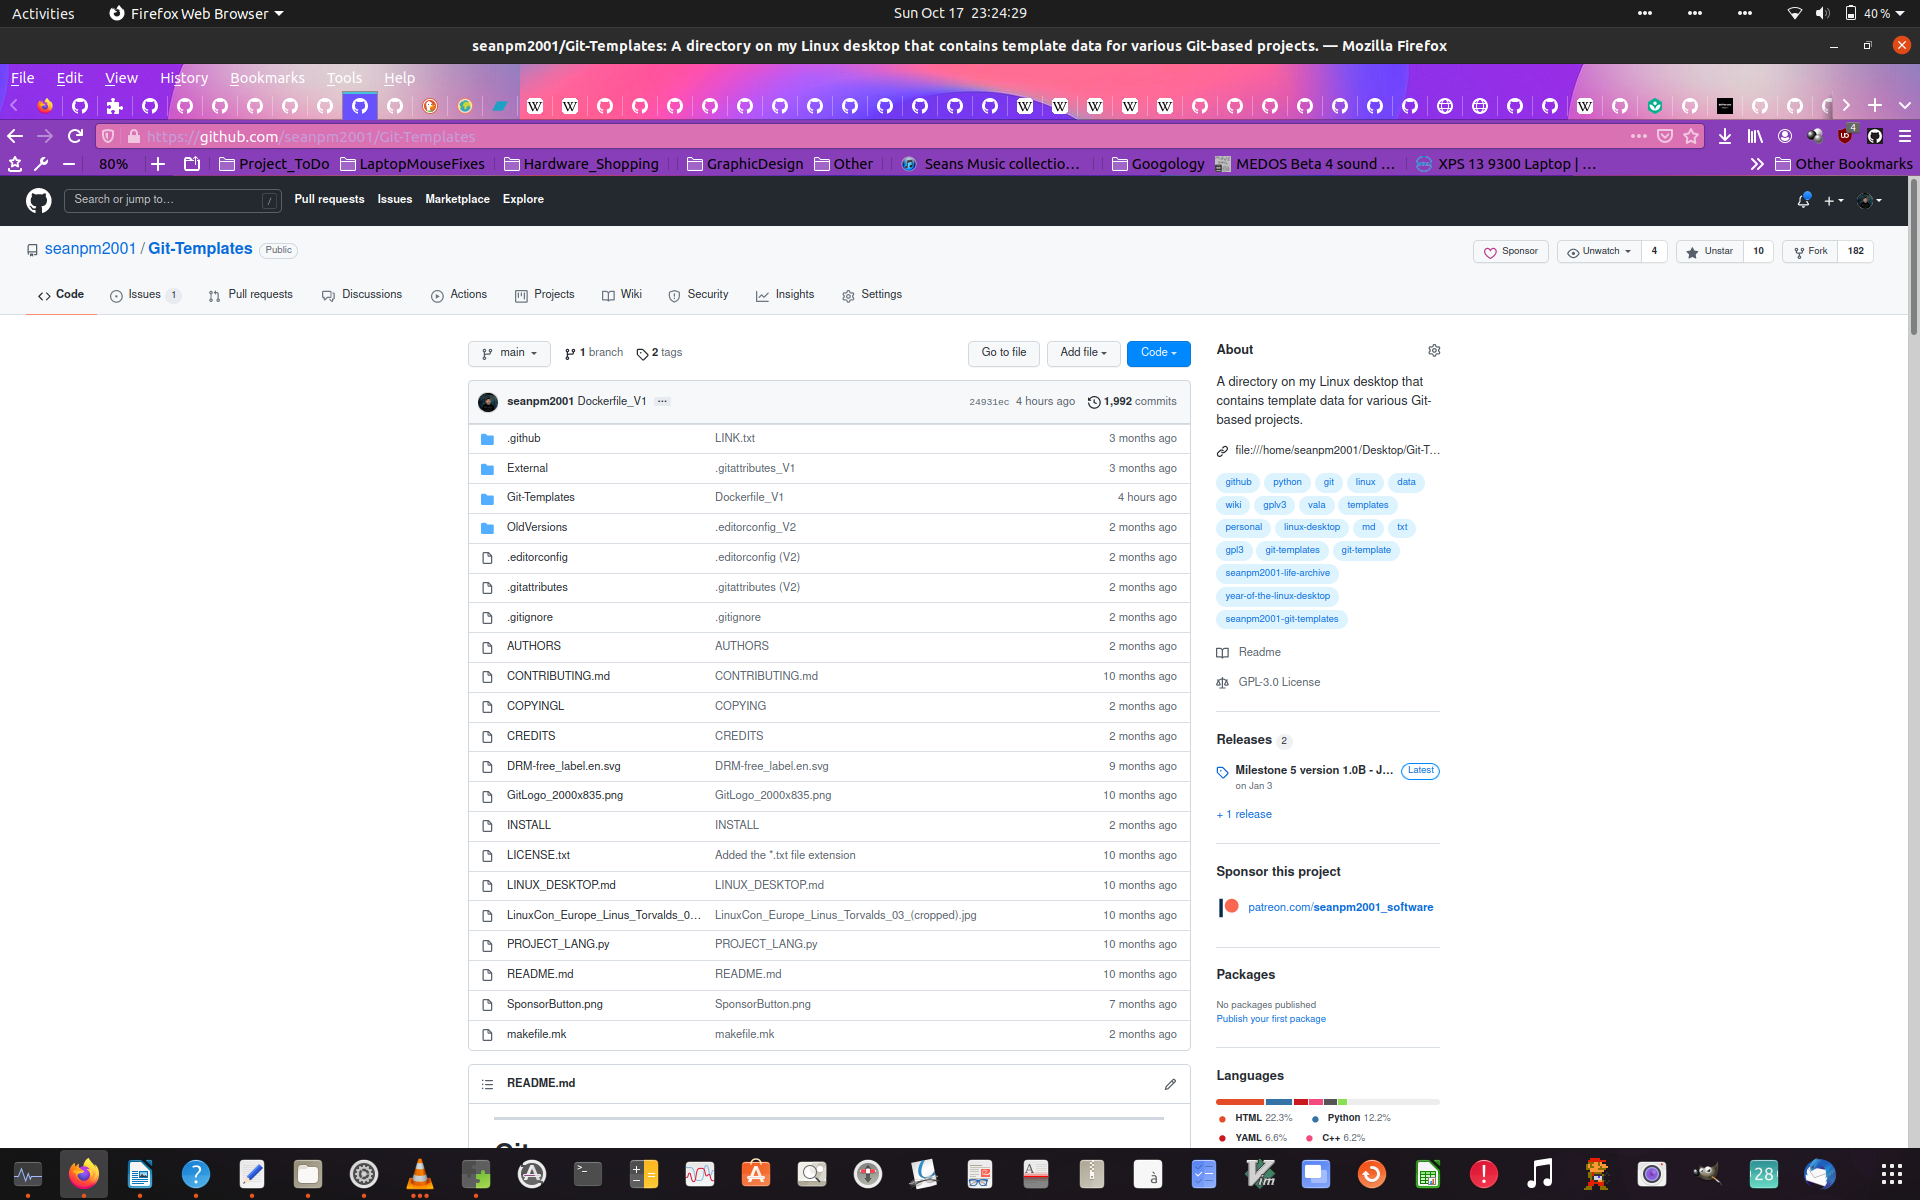 Activities
Firefox Web Browser
Sun Oct 17 23:24:29
40 %
seanpm2001/Git-Templates: A directory on my Linux desktop that contains template data for various Git-based projects. — Mozilla Firefox
File Edit View History Bookmarks Tools Help
https://github.com/seanpm2001/Git-Templates
4
80%
Project_ToDo
LaptopMouseFixes
Hardware_Shopping
GraphicDesign
Other
Seans Music collectio…
Googology
MEDOS Beta 4 sound …
XPS 13 9300 Laptop | …
Other Bookmarks
Search or jump to…
/
Pull requests
Issues
Marketplace
Explore
seanpm2001 / Git-Templates
Public
Sponsor
Unwatch 4
Unstar 10
Fork 182
Code
Issues 1
Pull requests
Discussions
Actions
Projects
Wiki
Security
Insights
Settings
main
1 branch
2 tags
Go to file
Add file
Code
seanpm2001 Dockerfile_V1 …
24931ec 4 hours ago
1,992 commits
.github LINK.txt 3 months ago
External .gitattributes_V1 3 months ago
Git-Templates Dockerfile_V1 4 hours ago
OldVersions .editorconfig_V2 2 months ago
.editorconfig .editorconfig (V2) 2 months ago
.gitattributes .gitattributes (V2) 2 months ago
.gitignore .gitignore 2 months ago
AUTHORS AUTHORS 2 months ago
CONTRIBUTING.md CONTRIBUTING.md 10 months ago
COPYINGL COPYING 2 months ago
CREDITS CREDITS 2 months ago
DRM-free_label.en.svg DRM-free_label.en.svg 9 months ago
GitLogo_2000x835.png GitLogo_2000x835.png 10 months ago
INSTALL INSTALL 2 months ago
LICENSE.txt Added the *.txt file extension 10 months ago
LINUX_DESKTOP.md LINUX_DESKTOP.md 10 months ago
LinuxCon_Europe_Linus_Torvalds_0… LinuxCon_Europe_Linus_Torvalds_03_(cropped).jpg 10 months ago
PROJECT_LANG.py PROJECT_LANG.py 10 months ago
README.md README.md 10 months ago
SponsorButton.png SponsorButton.png 7 months ago
makefile.mk makefile.mk 2 months ago
README.md
About
A directory on my Linux desktop that
contains template data for various Git-
based projects.
file:///home/seanpm2001/Desktop/Git-T…
github python git linux data
wiki gplv3 vala templates
personal linux-desktop md txt
gpl3 git-templates git-template
seanpm2001-life-archive
year-of-the-linux-desktop
seanpm2001-git-templates
Readme
GPL-3.0 License
Releases 2
Milestone 5 version 1.0B - J… Latest
on Jan 3
+ 1 release
Sponsor this project
patreon.com/seanpm2001_software
Packages
No packages published
Publish your first package
Languages
HTML 22.3% Python 12.2%
YAML 6.6% C++ 6.2%
28